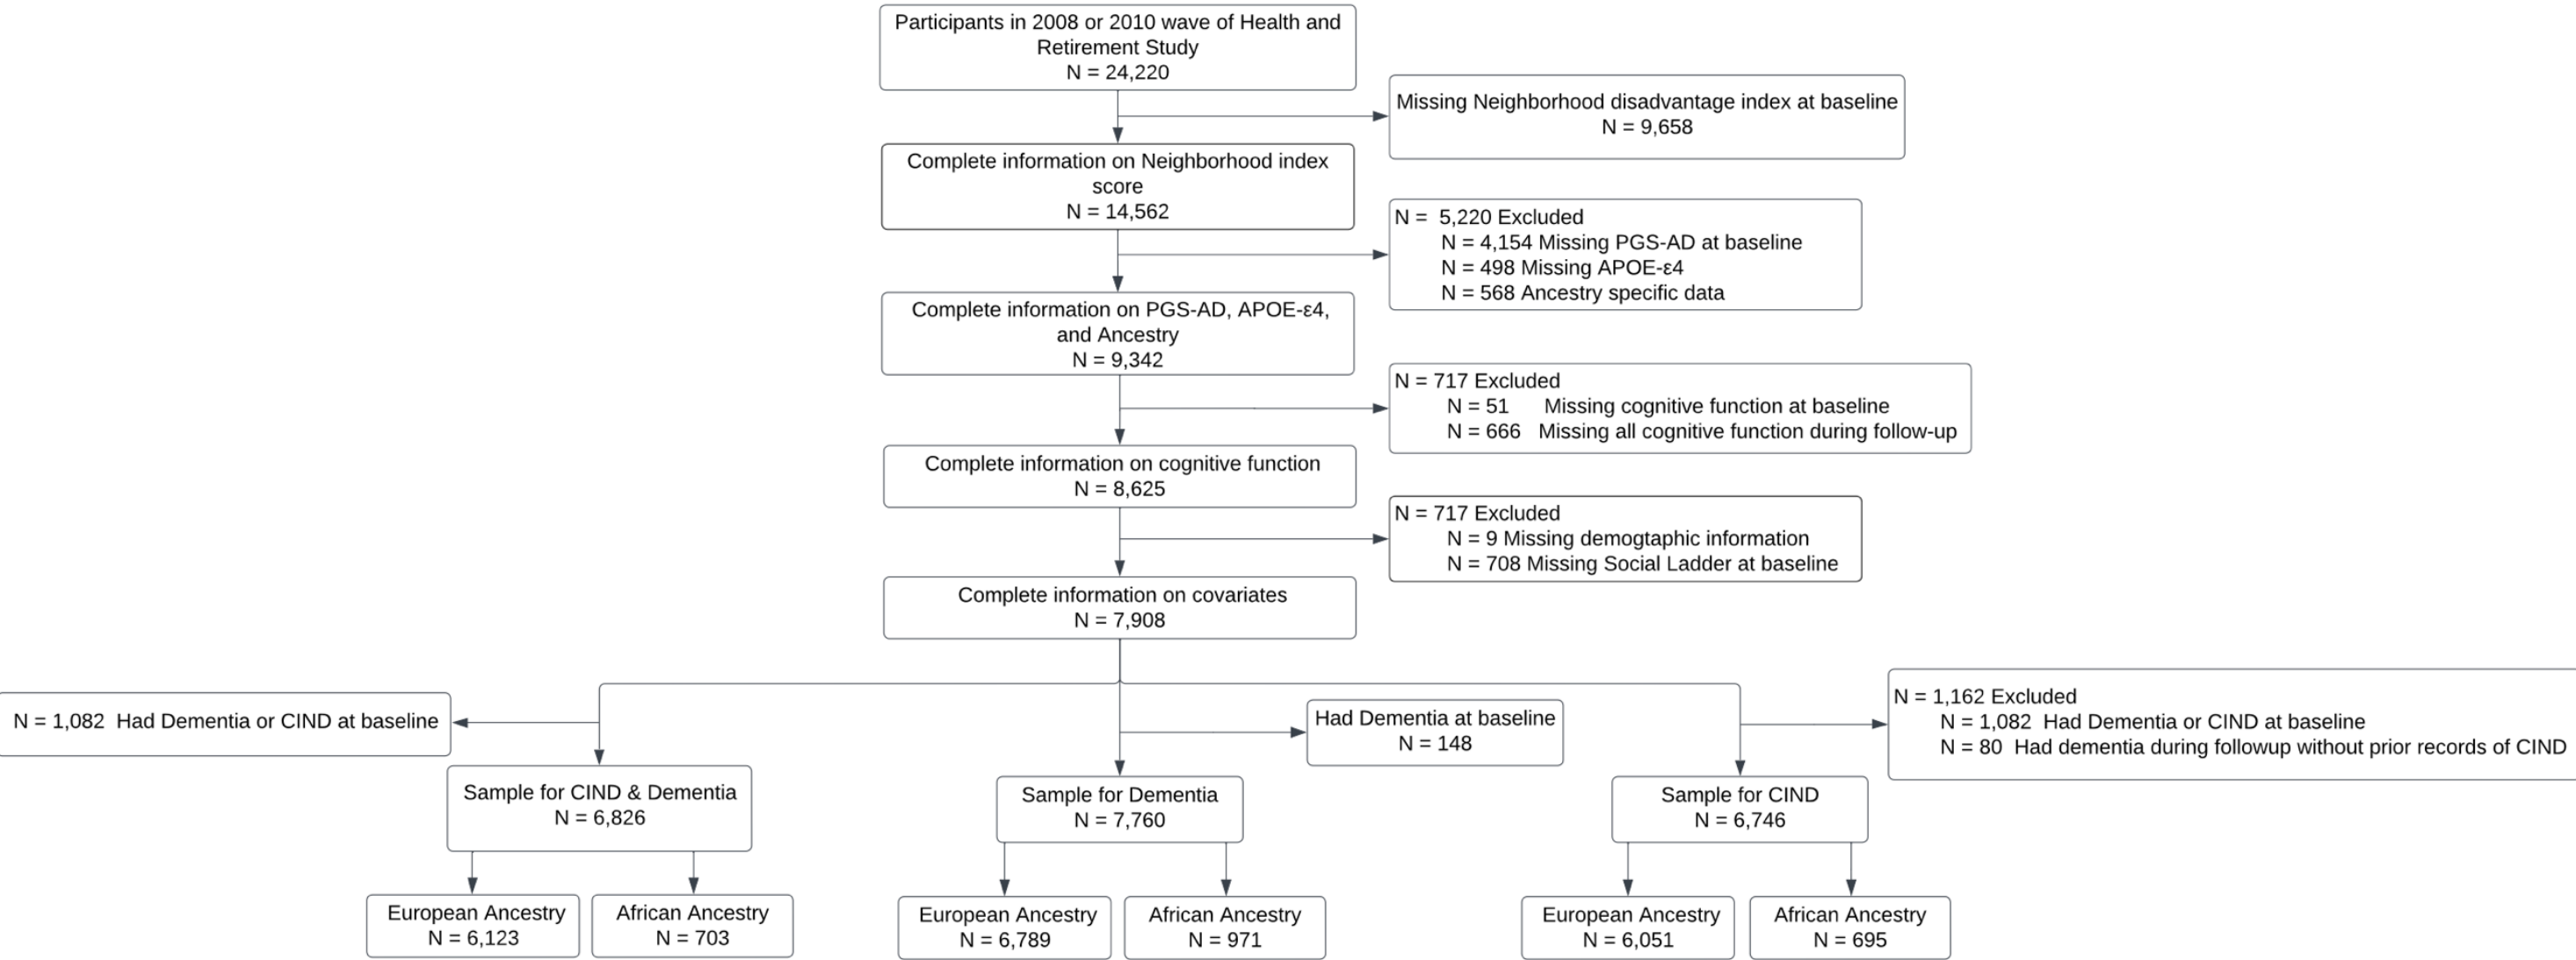 Participants in 2008 or 2010 wave of Health and
Retirement Study
N = 24,220
Missing Neighborhood disadvantage index at baseline
N = 9,658
Complete information on Neighborhood index
score
N = 14,562
N = 5,220 Excluded
N = 4,154 Missing PGS-AD at baseline
N = 498 Missing APOE-ε4
N = 568 Ancestry specific data
Complete information on PGS-AD, APOE-ε4,
and Ancestry
N = 9,342
N = 717 Excluded
N = 51 Missing cognitive function at baseline
N = 666 Missing all cognitive function during follow-up
Complete information on cognitive function
N = 8,625
N = 717 Excluded
N = 9 Missing demogtaphic information
N = 708 Missing Social Ladder at baseline
Complete information on covariates
N = 7,908
N = 1,082 Had Dementia or CIND at baseline
Had Dementia at baseline
N = 148
N = 1,162 Excluded
N = 1,082 Had Dementia or CIND at baseline
N = 80 Had dementia during followup without prior records of CIND
Sample for CIND & Dementia
N = 6,826
Sample for Dementia
N = 7,760
Sample for CIND
N = 6,746
European Ancestry
N = 6,123
African Ancestry
N = 703
European Ancestry
N = 6,789
African Ancestry
N = 971
European Ancestry
N = 6,051
African Ancestry
N = 695